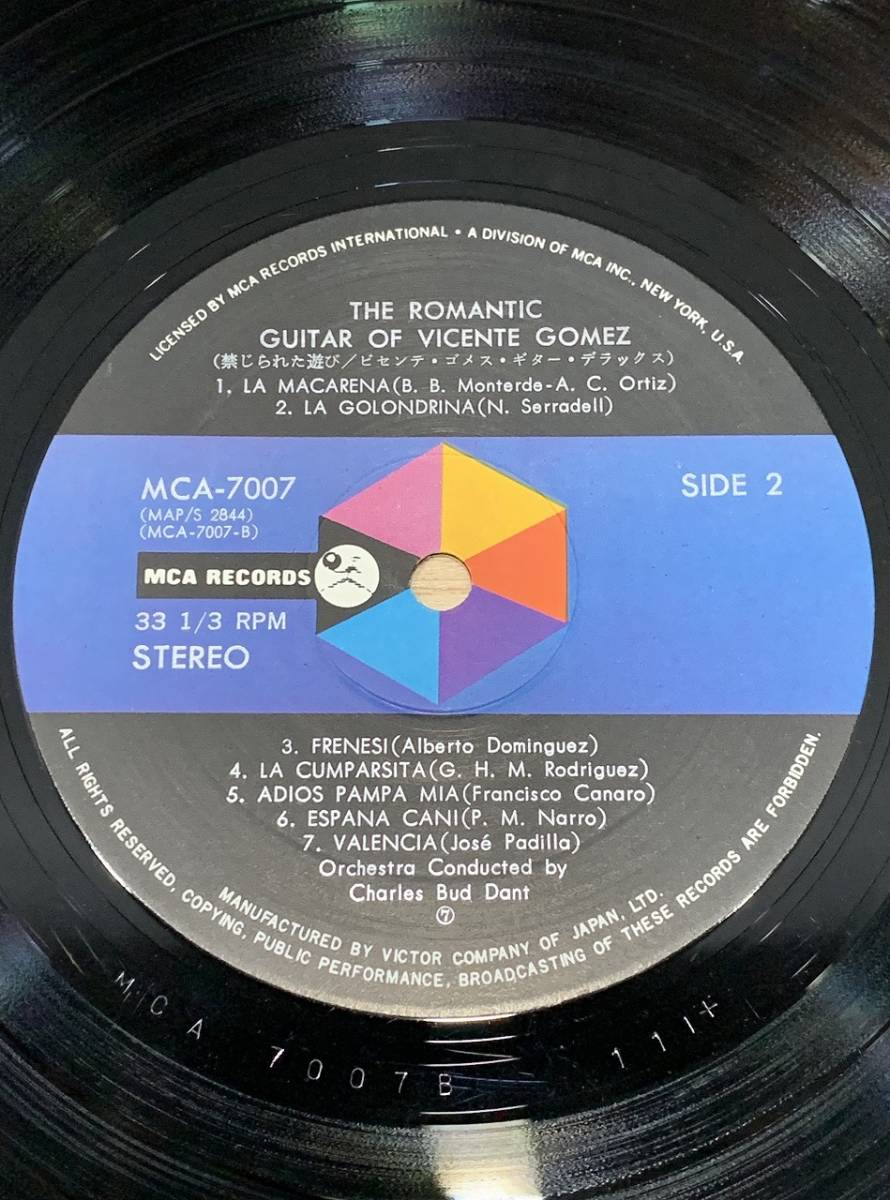 LICENSED BY MCA RECORDS INTERNATIONAL • A DIVISION OF MCA INC., NEW YORK, U.S.A.
THE ROMANTIC
GUITAR OF VICENTE GOMEZ
(禁じられた遊び/ビセンテ・ゴメス・ギター・デラックス)
1. LA MACARENA(B. B. Monterde-A. C. Ortiz)
2. LA GOLONDRINA(N. Serradell)
MCA-7007
(MAP/S 2844)
(MCA-7007-B)
SIDE 2
MCA RECORDS
33 1/3 RPM
STEREO
3. FRENESI(Alberto Dominguez)
4. LA CUMPARSITA(G. H. M. Rodriguez)
5. ADIOS PAMPA MIA(Francisco Canaro)
6. ESPANA CANI(P. M. Narro)
7. VALENCIA(José Padilla)
Orchestra Conducted by
Charles Bud Dant
⑦
MANUFACTURED BY VICTOR COMPANY OF JAPAN, LTD.
ALL RIGHTS RESERVED, COPYING, PUBLIC PERFORMANCE, BROADCASTING OF THESE RECORDS ARE FORBIDDEN.
MCA 7007B 111+